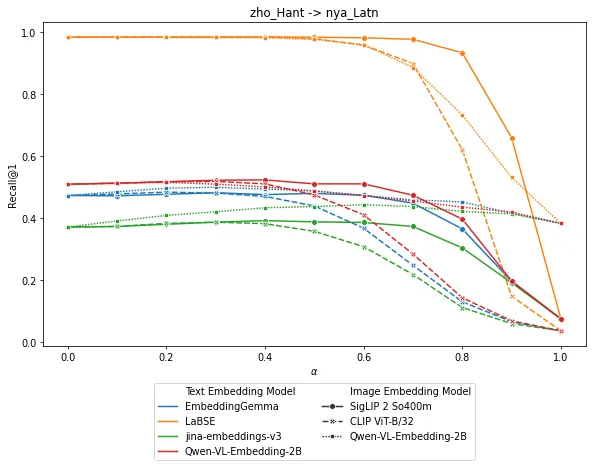 zho_Hant -> nya_Latn
1.0
0.8
0.6
0.4
0.2
0.0
Recall@1
0.0 0.2 0.4 0.6 0.8 1.0
α
Text Embedding Model Image Embedding Model
EmbeddingGemma SigLIP 2 So400m
LaBSE CLIP ViT-B/32
jina-embeddings-v3 Qwen-VL-Embedding-2B
Qwen-VL-Embedding-2B